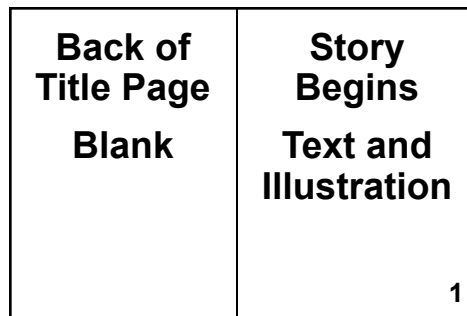 Back of
Title Page
Blank
Story
Begins
Text and
Illustration
1